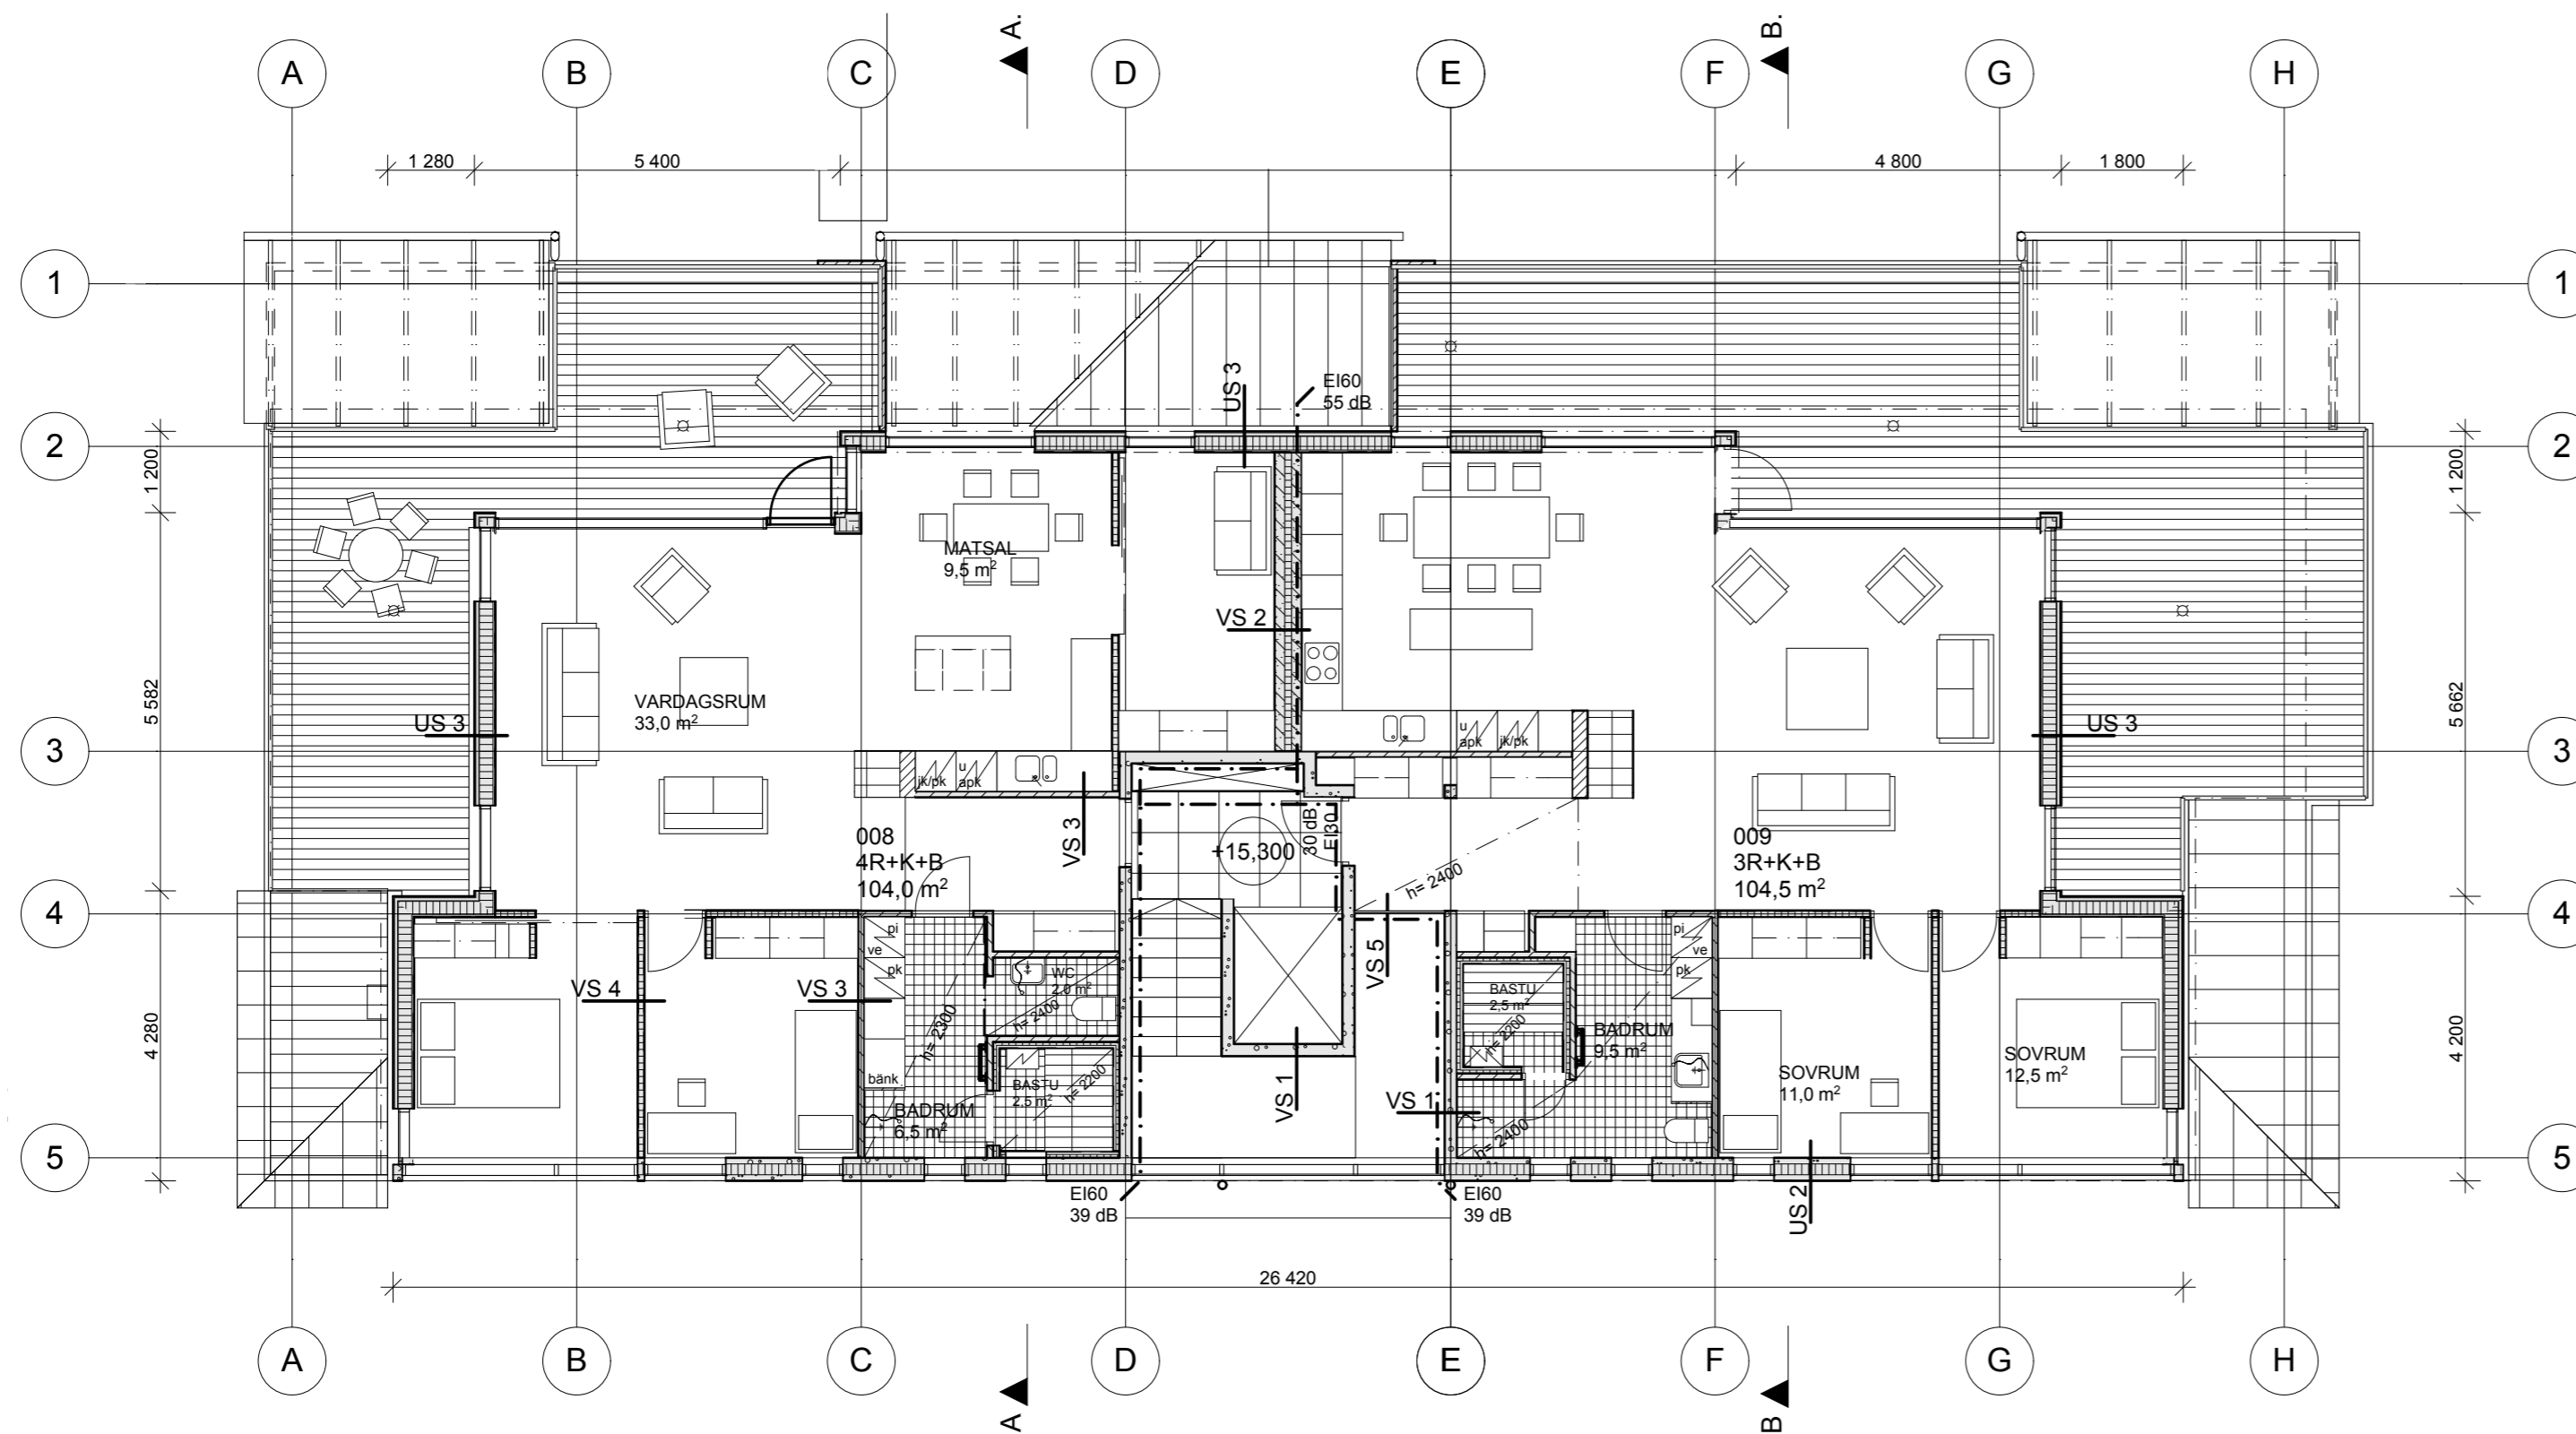 A.
B.
A
B
C
D
E
F
G
H
1 280
5 400
4 800
1 800
1
1
US 3
EI60
55 dB
2
2
1 200
1 200
MATSAL
9,5 m²
VS 2
5 582
VARDAGSRUM
33,0 m²
US 3
US 3
5 662
3
3
jk/pk
u
apk
u
apk
jk/pk
008
4R+K+B
104,0 m²
VS 3
+15,300
30 dB
EI30
h= 2400
009
3R+K+B
104,5 m²
4
4
pi
ve
pk
WC
2,0 m²
h= 2400
VS 4
VS 3
h= 2300
VS 5
BASTU
2,5 m²
h= 2200
pi
ve
pk
BADRUM
9,5 m²
4 280
bänk
BASTU
2,5 m²
h= 2200
BADRUM
6,5 m²
VS 1
VS 1
h= 2400
SOVRUM
11,0 m²
SOVRUM
12,5 m²
4 200
5
5
EI60
39 dB
EI60
39 dB
US 2
26 420
A
B
C
D
E
F
G
H
A
B